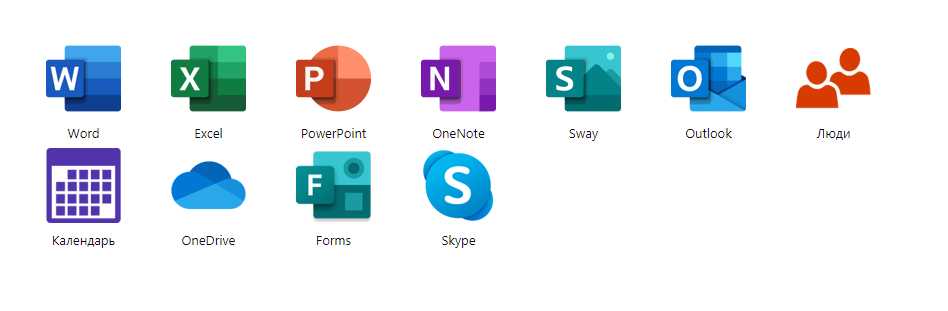 Word Excel PowerPoint OneNote Sway Outlook Люди
Календарь OneDrive Forms Skype